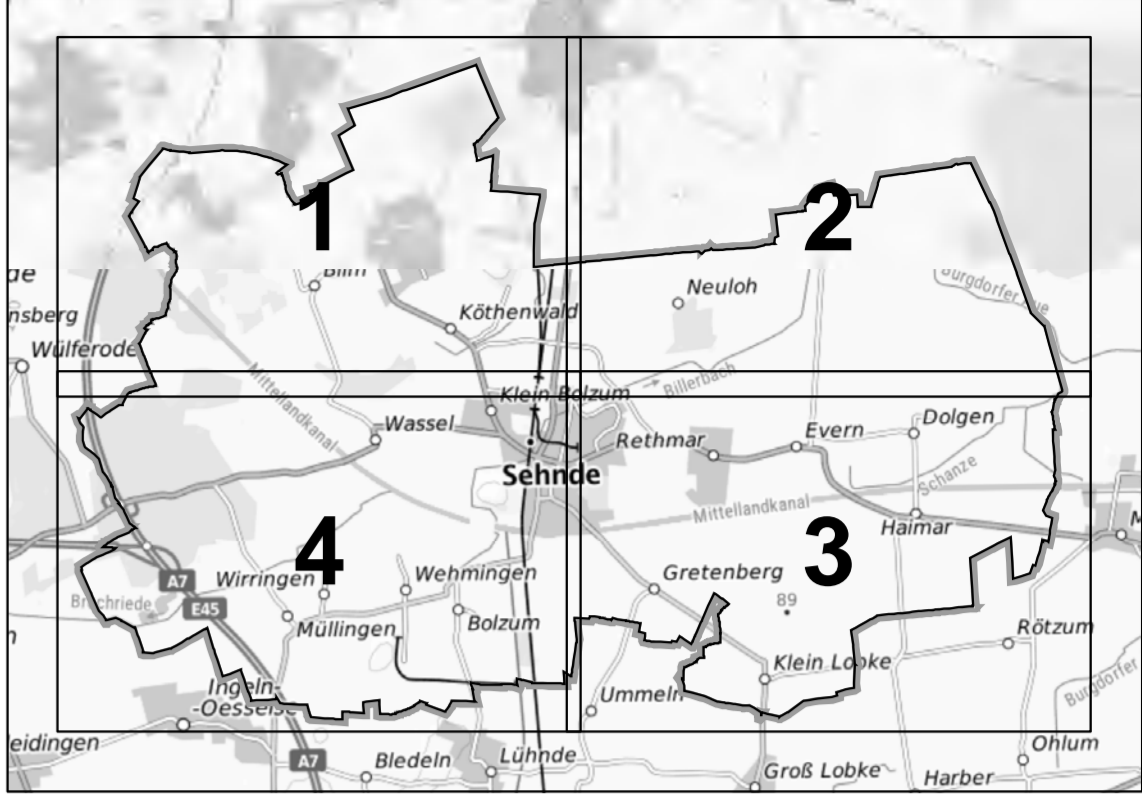 1
2
Bilm
Neuloh
Burgdorfer Aue
nsberg
Köthenwald
Wülferode
Mittellandkanal
Klein Bolzum
Billerbach
Wassel
Rethmar
Evern
Dolgen
Sehnde
Schanze
Mittellandkanal
Haimar
4
3
A7
Wirringen
Wehmingen
Gretenberg
89
Bruchriede
E45
Müllingen
Bolzum
Rötzum
Klein Lobke
Ingeln-
-Oesselse
Ummeln
Burgdorfer
eidingen
A7
Bledeln
Lühnde
Groß Lobke
Ohlum
Harber